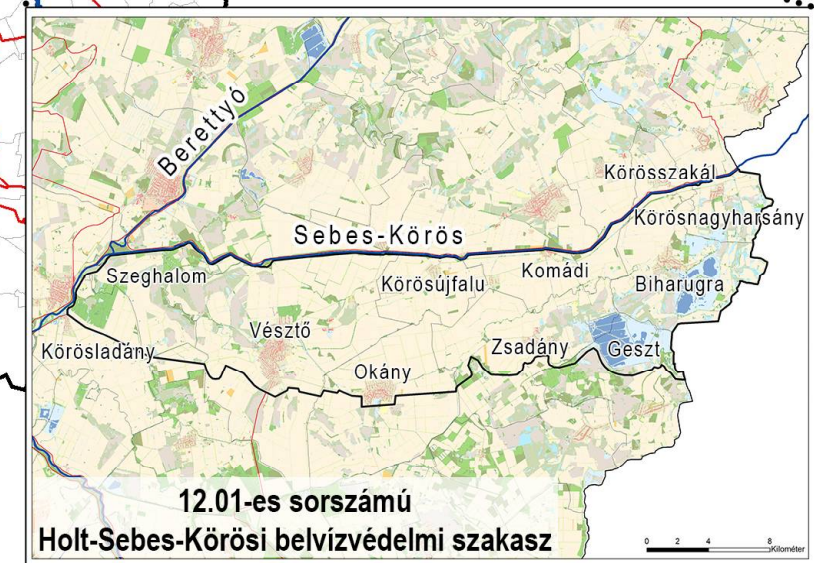 Berettyó
Körösszakál
Körösnagyharsány
Sebes-Körös
Szeghalom
Körösújfalu
Komádi
Biharugra
Vésztő
Körösladány
Zsadány
Geszt
Okány
12.01-es sorszámú
Holt-Sebes-Körösi belvízvédelmi szakasz
0 2 4 8
Kilométer